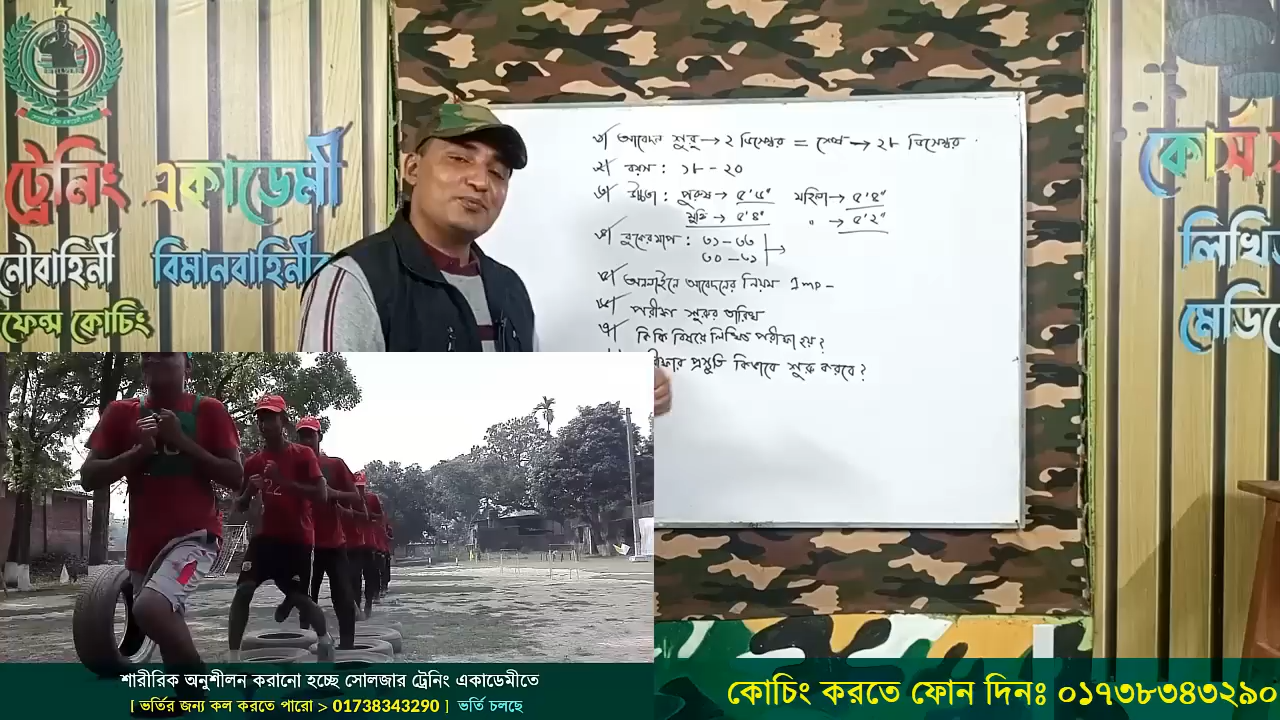 ট্রেনিং একাডেমী
নৌবাহিনী বিমানবাহিনী
ফেন্স কোচিং
১/ আবেদন শুরু → ২ ডিসেম্বর = শেষ → ২৮ ডিসেম্বর
২/ বয়স : ১৮ - ২০
৩/ উচ্চতা : পুরুষ → ৫'৬" মহিলা → ৫'৪"
→ ৫'৪" " → ৫'২"
৪/ বুকের মাপ : ৩১ - ৩৩
৩০ - ৩১
৫/ অনলাইনে আবেদনের নিয়ম Imp -
৬/ পরীক্ষা শুরুর তারিখ
৭/ কি কি বিষয়ে লিখিত পরীক্ষা হয় ?
প্রস্তুতি কিভাবে শুরু করবে ?
কোর্স
লিখিত
মেডি
শারীরিক অনুশীলন করানো হচ্ছে সোলজার ট্রেনিং একাডেমীতে
[ ভর্তির জন্য কল করতে পারো > 01738343290 ] ভর্তি চলছে
কোচিং করতে ফোন দিনঃ ০১৭৩৮৩৪৩২৯০